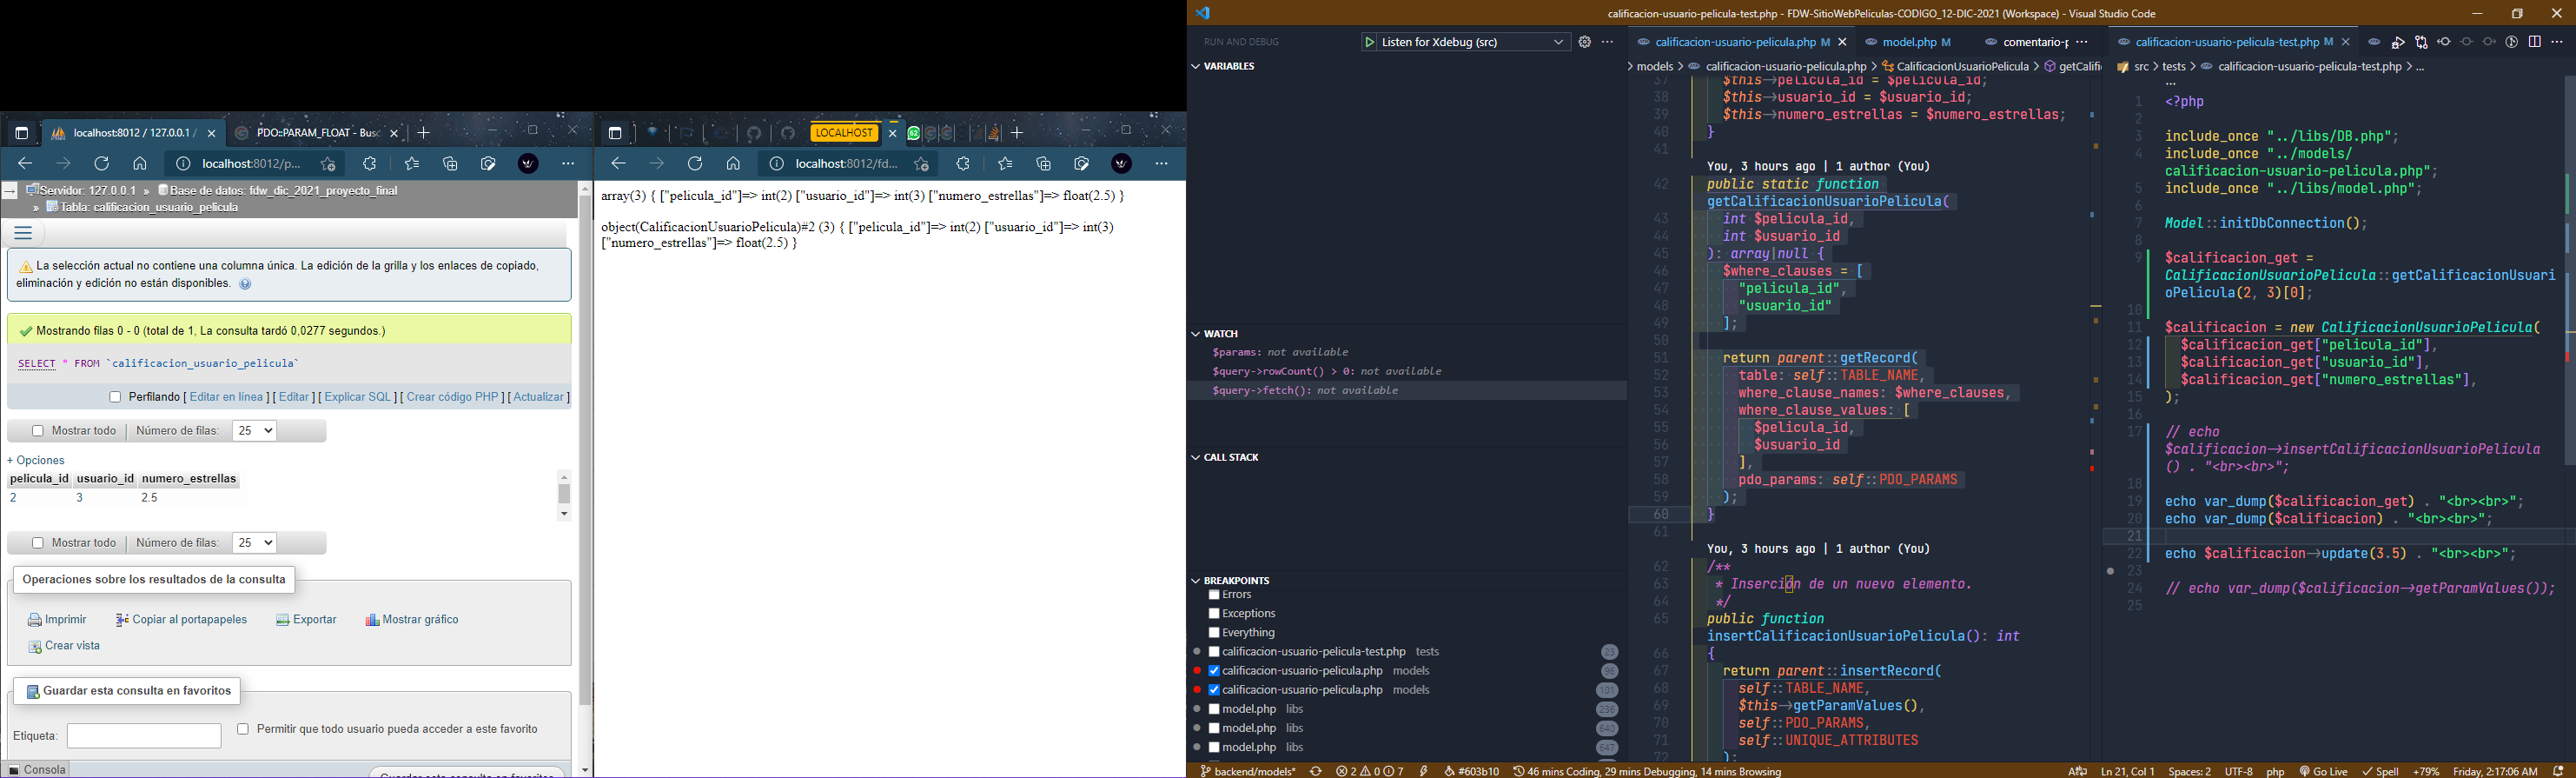 calificacion-usuario-pelicula-test.php - FDW-SitioWebPeliculas-CODIGO_12-DIC-2021 (Workspace) - Visual Studio Code
localhost:8012 / 127.0.0.1 /
PDO::PARAM_FLOAT - Bus
localhost:8012/p...
Servidor: 127.0.0.1 » Base de datos: fdw_dic_2021_proyecto_final
» Tabla: calificacion_usuario_pelicula
La selección actual no contiene una columna única. La edición de la grilla y los enlaces de copiado,
eliminación y edición no están disponibles.
Mostrando filas 0 - 0 (total de 1, La consulta tardó 0,0277 segundos.)
SELECT * FROM `calificacion_usuario_pelicula`
Perfilando [ Editar en línea ] [ Editar ] [ Explicar SQL ] [ Crear código PHP ] [ Actualizar ]
Mostrar todo | Número de filas: 25
+ Opciones
pelicula_id usuario_id numero_estrellas
2 3 2.5
Mostrar todo | Número de filas: 25
Operaciones sobre los resultados de la consulta
Imprimir Copiar al portapapeles Exportar Mostrar gráfico
Crear vista
Guardar esta consulta en favoritos
Etiqueta: Permitir que todo usuario pueda acceder a este favorito
Consola
Guardar esta consulta en favoritos
LOCALHOST
62
localhost:8012/fd...
array(3) { ["pelicula_id"]=> int(2) ["usuario_id"]=> int(3) ["numero_estrellas"]=> float(2.5) }
object(CalificacionUsuarioPelicula)#2 (3) { ["pelicula_id"]=> int(2) ["usuario_id"]=> int(3)
["numero_estrellas"]=> float(2.5) }
RUN AND DEBUG
Listen for Xdebug (src)
VARIABLES
WATCH
$params: not available
$query->rowCount() > 0: not available
$query->fetch(): not available
CALL STACK
BREAKPOINTS
Errors
Exceptions
Everything
calificacion-usuario-pelicula-test.php tests 23
calificacion-usuario-pelicula.php models 96
calificacion-usuario-pelicula.php models 101
model.php libs 236
model.php libs 640
model.php libs 647
calificacion-usuario-pelicula.php M
model.php M
comentario-p
models > calificacion-usuario-pelicula.php > CalificacionUsuarioPelicula > getCalifi
37 $this->pelicula_id = $pelicula_id;
38 $this->usuario_id = $usuario_id;
39 $this->numero_estrellas = $numero_estrellas;
40 }
41
You, 3 hours ago | 1 author (You)
42 public static function
getCalificacionUsuarioPelicula(
43 int $pelicula_id,
44 int $usuario_id
45 ): array|null {
46 $where_clauses = [
47 "pelicula_id",
48 "usuario_id"
49 ];
50
51 return parent::getRecord(
52 table: self::TABLE_NAME,
53 where_clause_names: $where_clauses,
54 where_clause_values: [
55 $pelicula_id,
56 $usuario_id
57 ],
58 pdo_params: self::PDO_PARAMS
59 );
60 }
61
You, 3 hours ago | 1 author (You)
62 /**
63 * Inserción de un nuevo elemento.
64 */
65 public function
insertCalificacionUsuarioPelicula(): int
66 {
67 return parent::insertRecord(
68 self::TABLE_NAME,
69 $this->getParamValues(),
70 self::PDO_PARAMS,
71 self::UNIQUE_ATTRIBUTES
72 );
calificacion-usuario-pelicula-test.php M
src > tests > calificacion-usuario-pelicula-test.php > ...
...
1 <?php
2
3 include_once "../libs/DB.php";
4 include_once "../models/
calificacion-usuario-pelicula.php";
5 include_once "../libs/model.php";
6
7 Model::initDbConnection();
8
9 $calificacion_get =
CalificacionUsuarioPelicula::getCalificacionUsuari
oPelicula(2, 3)[0];
10
11 $calificacion = new CalificacionUsuarioPelicula(
12 $calificacion_get["pelicula_id"],
13 $calificacion_get["usuario_id"],
14 $calificacion_get["numero_estrellas"],
15 );
16
17 // echo
$calificacion->insertCalificacionUsuarioPelicula
() . "<br><br>";
18
19 echo var_dump($calificacion_get) . "<br><br>";
20 echo var_dump($calificacion) . "<br><br>";
21
22 echo $calificacion->update(3.5) . "<br><br>";
23
24 // echo var_dump($calificacion->getParamValues());
25
backend/models* 2 0 7 #603b10 46 mins Coding, 29 mins Debugging, 14 mins Browsing
Ln 21, Col 1 Spaces: 2 UTF-8 php Go Live Spell +79% Friday, 2:17:06 AM